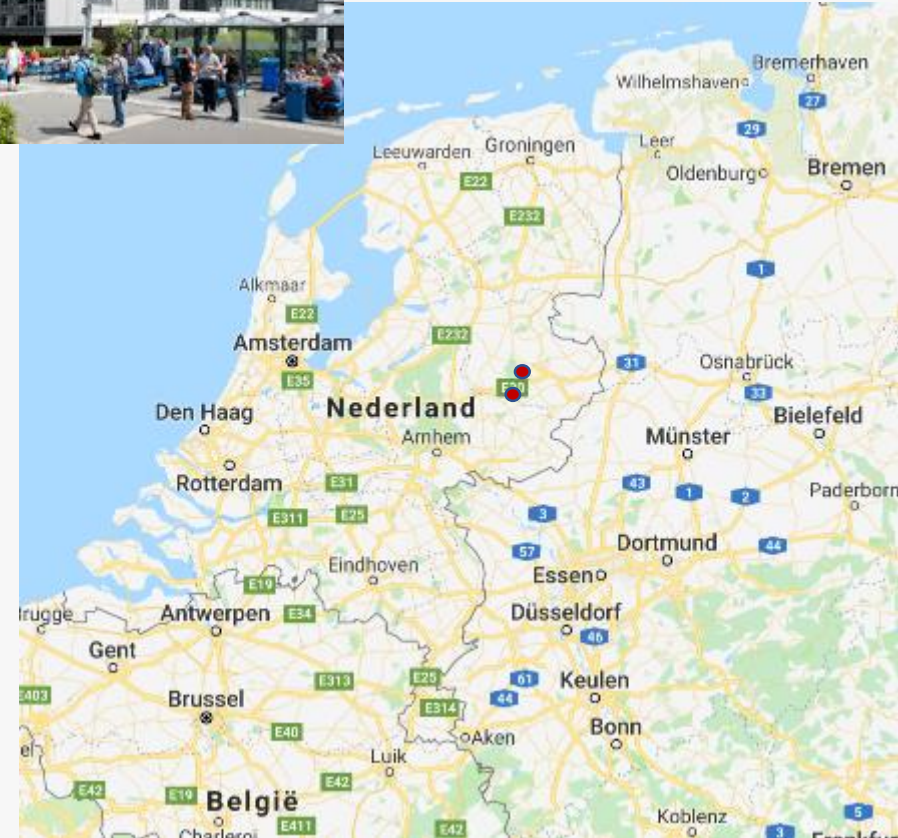 Bremerhaven
Wilhelmshaven
27
29
Leeuwarden
Groningen
Leer
Oldenburg
Bremen
E22
E232
1
Alkmaar
E22
Amsterdam
E232
31
Osnabrück
E35
33
Den Haag
Nederland
Bielefeld
Arnhem
Münster
Rotterdam
E31
43
1
2
Paderborn
E311
E25
3
57
Dortmund
44
Eindhoven
Essen
E19
Antwerpen
E34
Düsseldorf
46
Gent
E313
E25
61
Keulen
44
Brussel
E314
E40
Aken
Bonn
Luik
E42
E42
E19
België
Koblenz
E411
E42
3
5